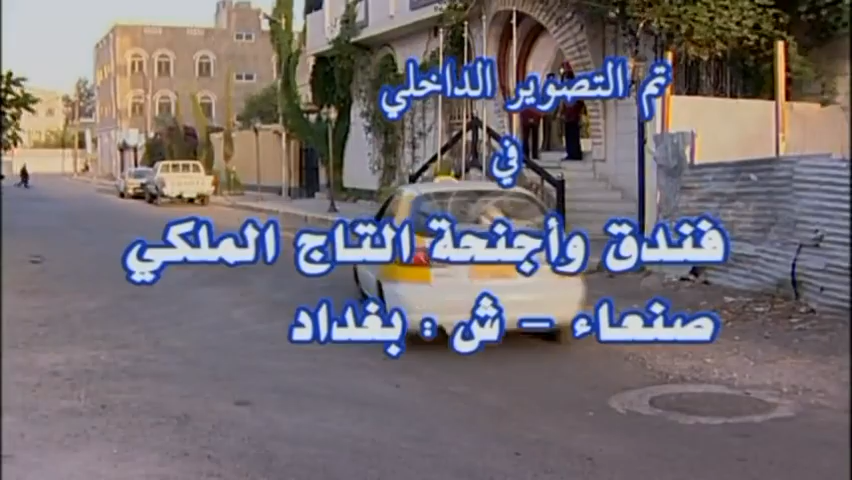 تم التصوير الداخلي
في
فندق وأجنحة التاج الملكي
صنعاء - ش : بغداد